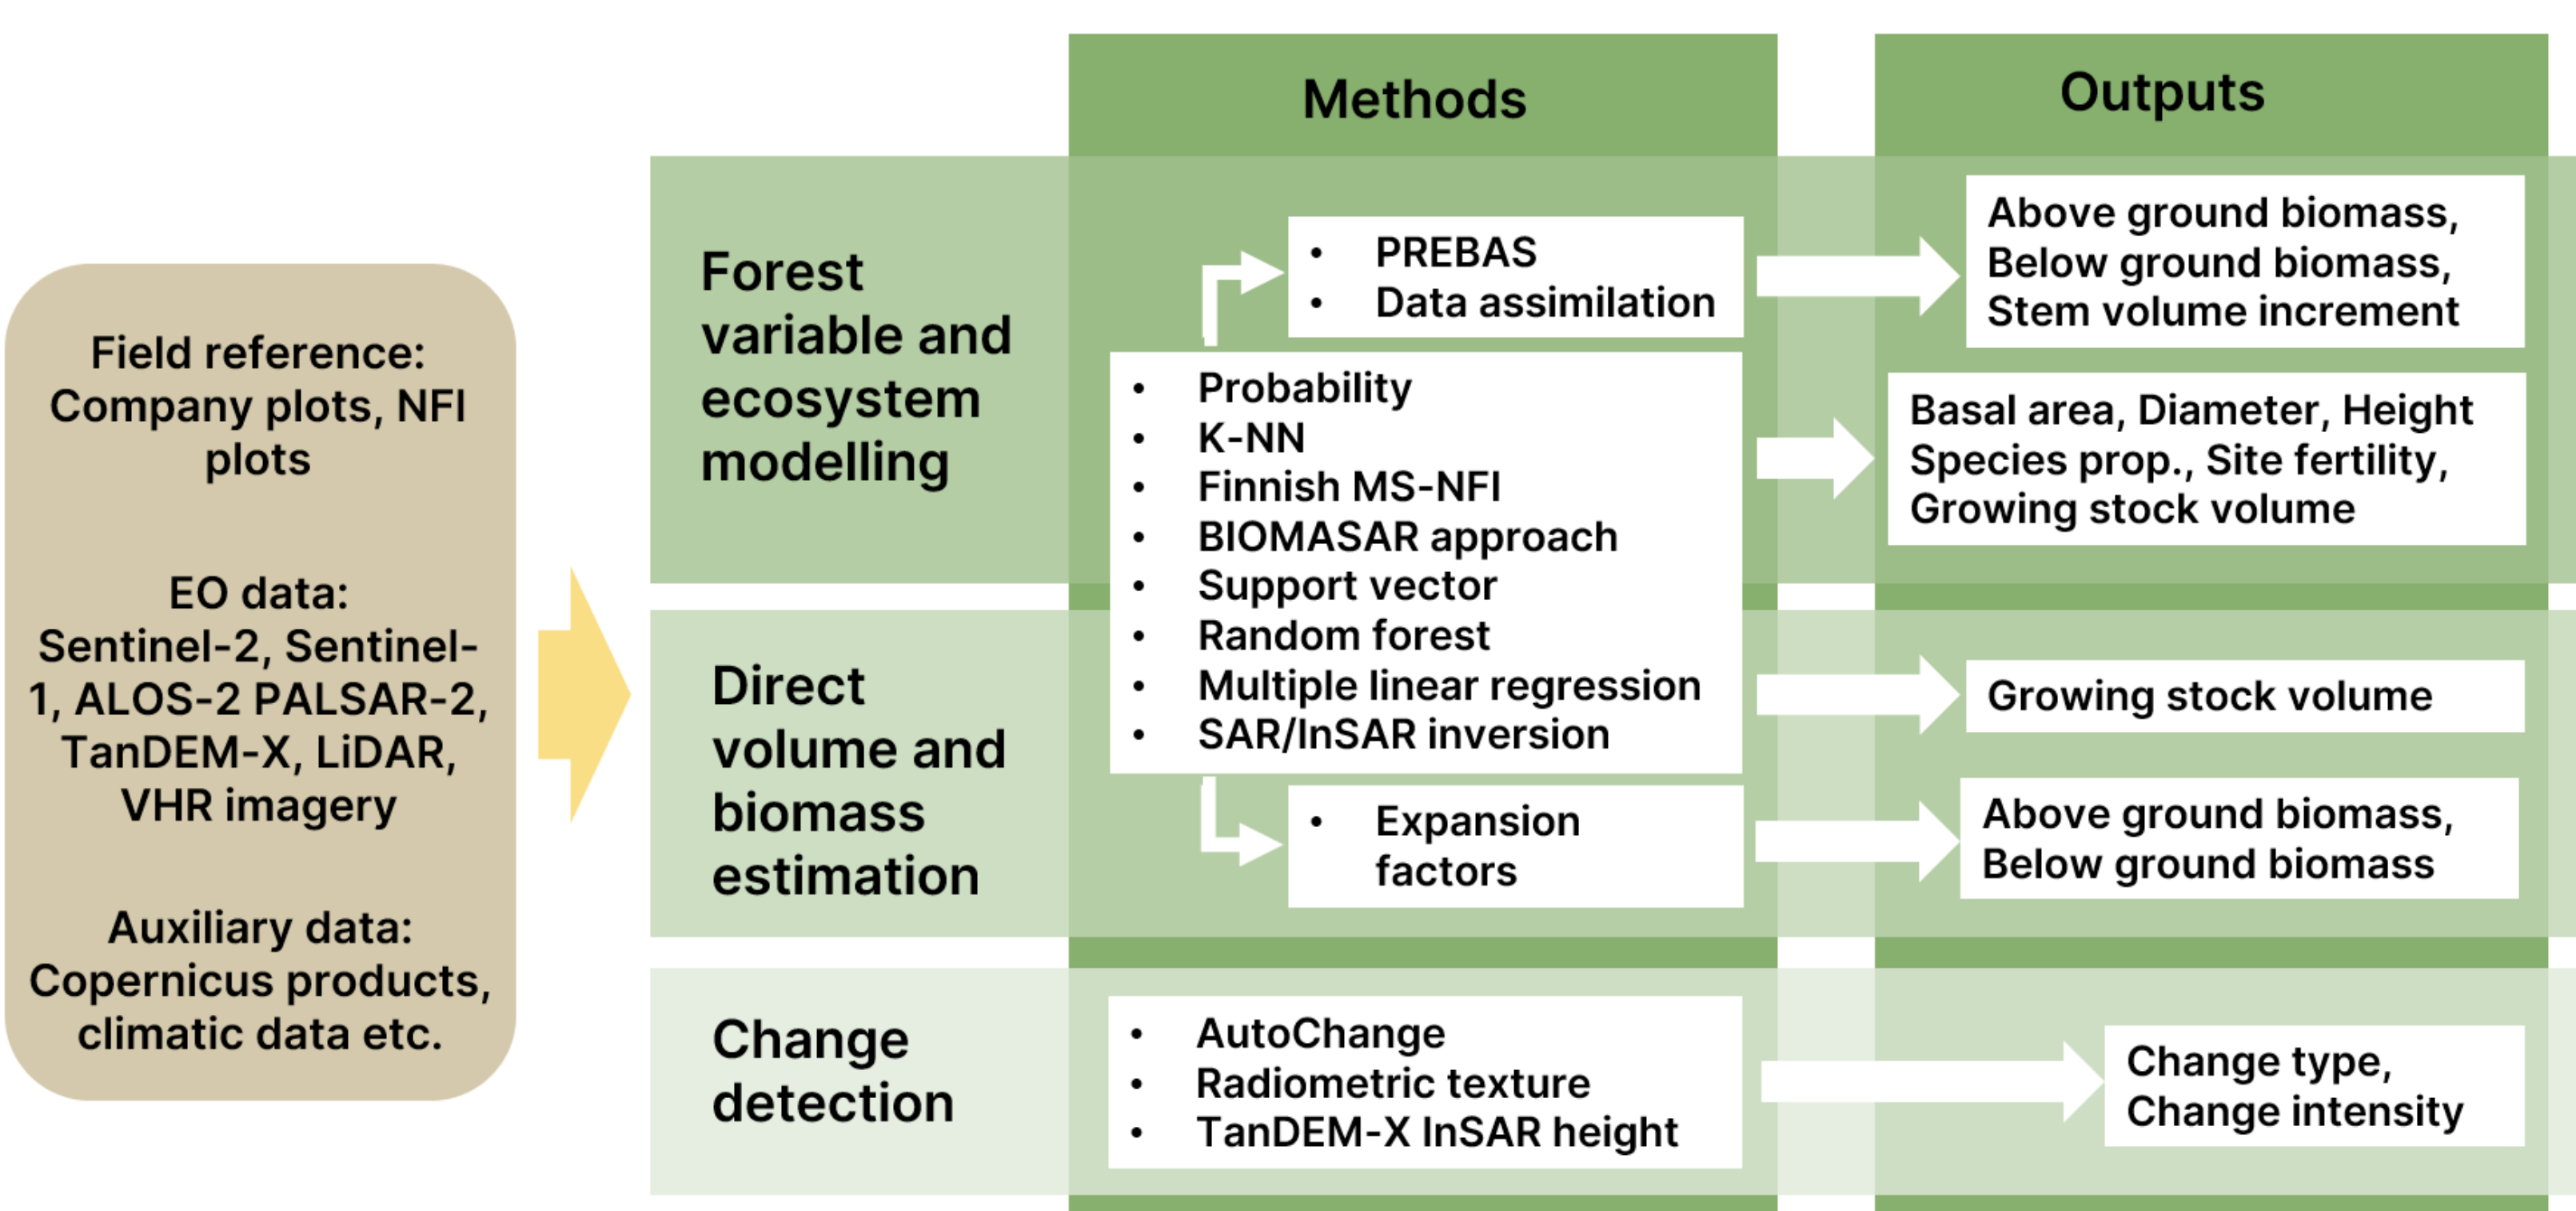 Methods
Outputs
Field reference:
Company plots, NFI
plots
EO data:
Sentinel-2, Sentinel-
1, ALOS-2 PALSAR-2,
TanDEM-X, LiDAR,
VHR imagery
Auxiliary data:
Copernicus products,
climatic data etc.
Forest
variable and
ecosystem
modelling
• PREBAS
• Data assimilation
Above ground biomass,
Below ground biomass,
Stem volume increment
• Probability
• K-NN
• Finnish MS-NFI
• BIOMASAR approach
• Support vector
• Random forest
• Multiple linear regression
• SAR/InSAR inversion
Basal area, Diameter, Height
Species prop., Site fertility,
Growing stock volume
Direct
volume and
biomass
estimation
Growing stock volume
• Expansion
factors
Above ground biomass,
Below ground biomass
Change
detection
• AutoChange
• Radiometric texture
• TanDEM-X InSAR height
Change type,
Change intensity